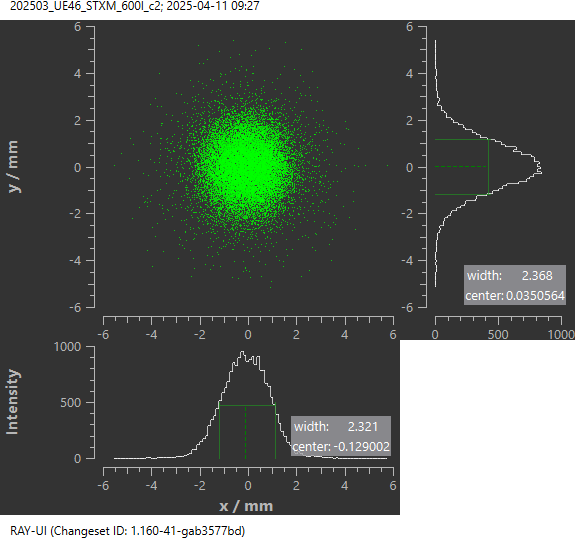 202503_UE46_STXM_600l_c2; 2025-04-11 09:27
6
4
2
0
-2
-4
-6
y / mm
-6 -4 -2 0 2 4 6
6
4
2
0
-2
-4
-6
width: 2.368
center: 0.0350564
0 500 1000
1000
500
0
Intensity
width: 2.321
center: -0.129002
-6 -4 -2 0 2 4 6
x / mm
RAY-UI (Changeset ID: 1.160-41-gab3577bd)